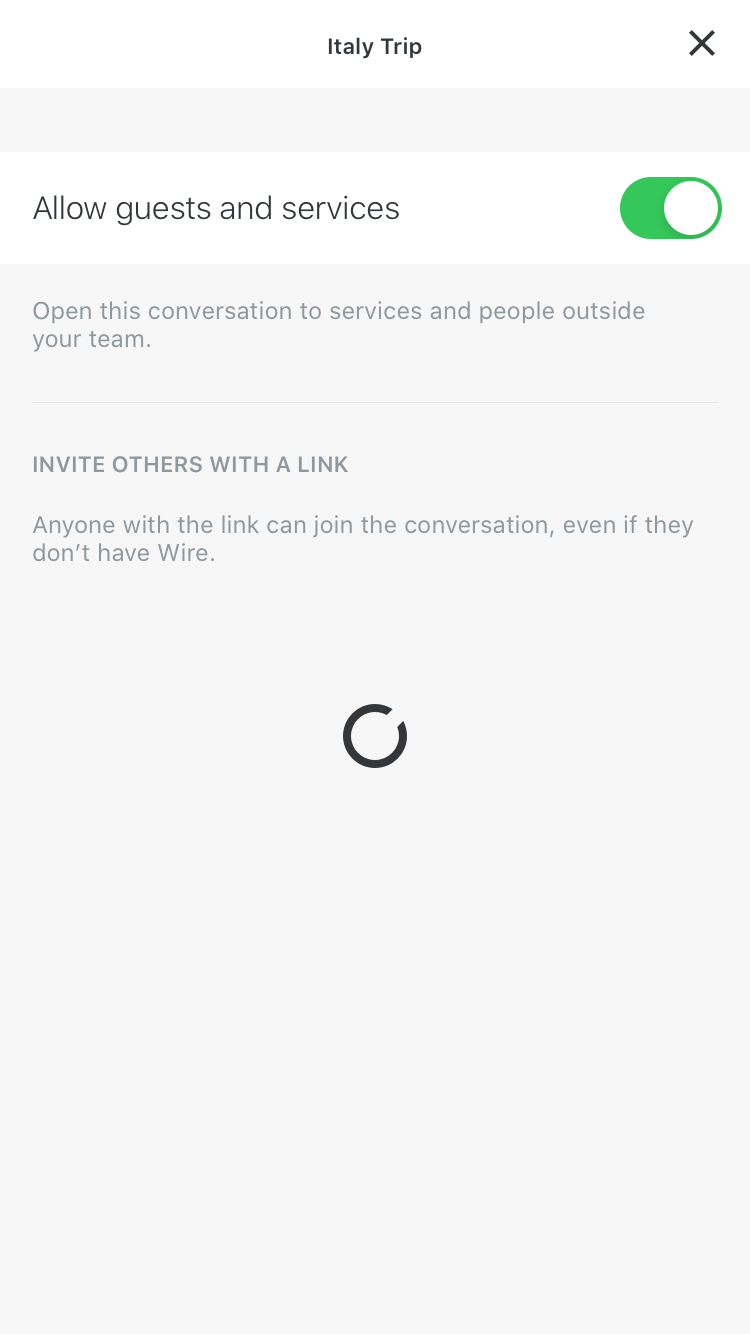 Italy Trip
Allow guests and services
Open this conversation to services and people outside
your team.
INVITE OTHERS WITH A LINK
Anyone with the link can join the conversation, even if they
don’t have Wire.